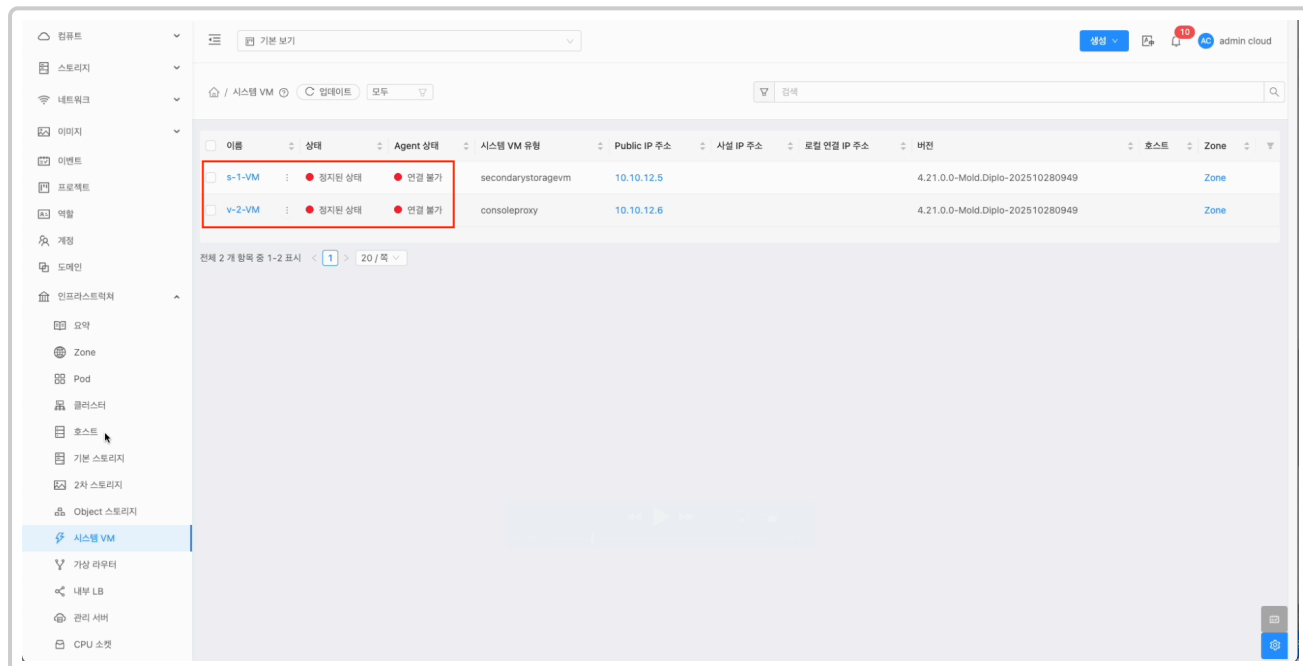 컴퓨트
스토리지
네트워크
이미지
이벤트
프로젝트
역할
계정
도메인
인프라스트럭쳐
요약
Zone
Pod
클러스터
호스트
기본 스토리지
2차 스토리지
Object 스토리지
시스템 VM
가상 라우터
내부 LB
관리 서버
CPU 소켓
기본 보기
생성
10
AC admin cloud
/ 시스템 VM 업데이트 모두
검색
이름 상태 Agent 상태 시스템 VM 유형 Public IP 주소 사설 IP 주소 로컬 연결 IP 주소 버전 호스트 Zone
s-1-VM 정지된 상태 연결 불가 secondarystoragevm 10.10.12.5 4.21.0.0-Mold.Diplo-202510280949 Zone
v-2-VM 정지된 상태 연결 불가 consoleproxy 10.10.12.6 4.21.0.0-Mold.Diplo-202510280949 Zone
전체 2 개 항목 중 1-2 표시 < 1 > 20 / 쪽